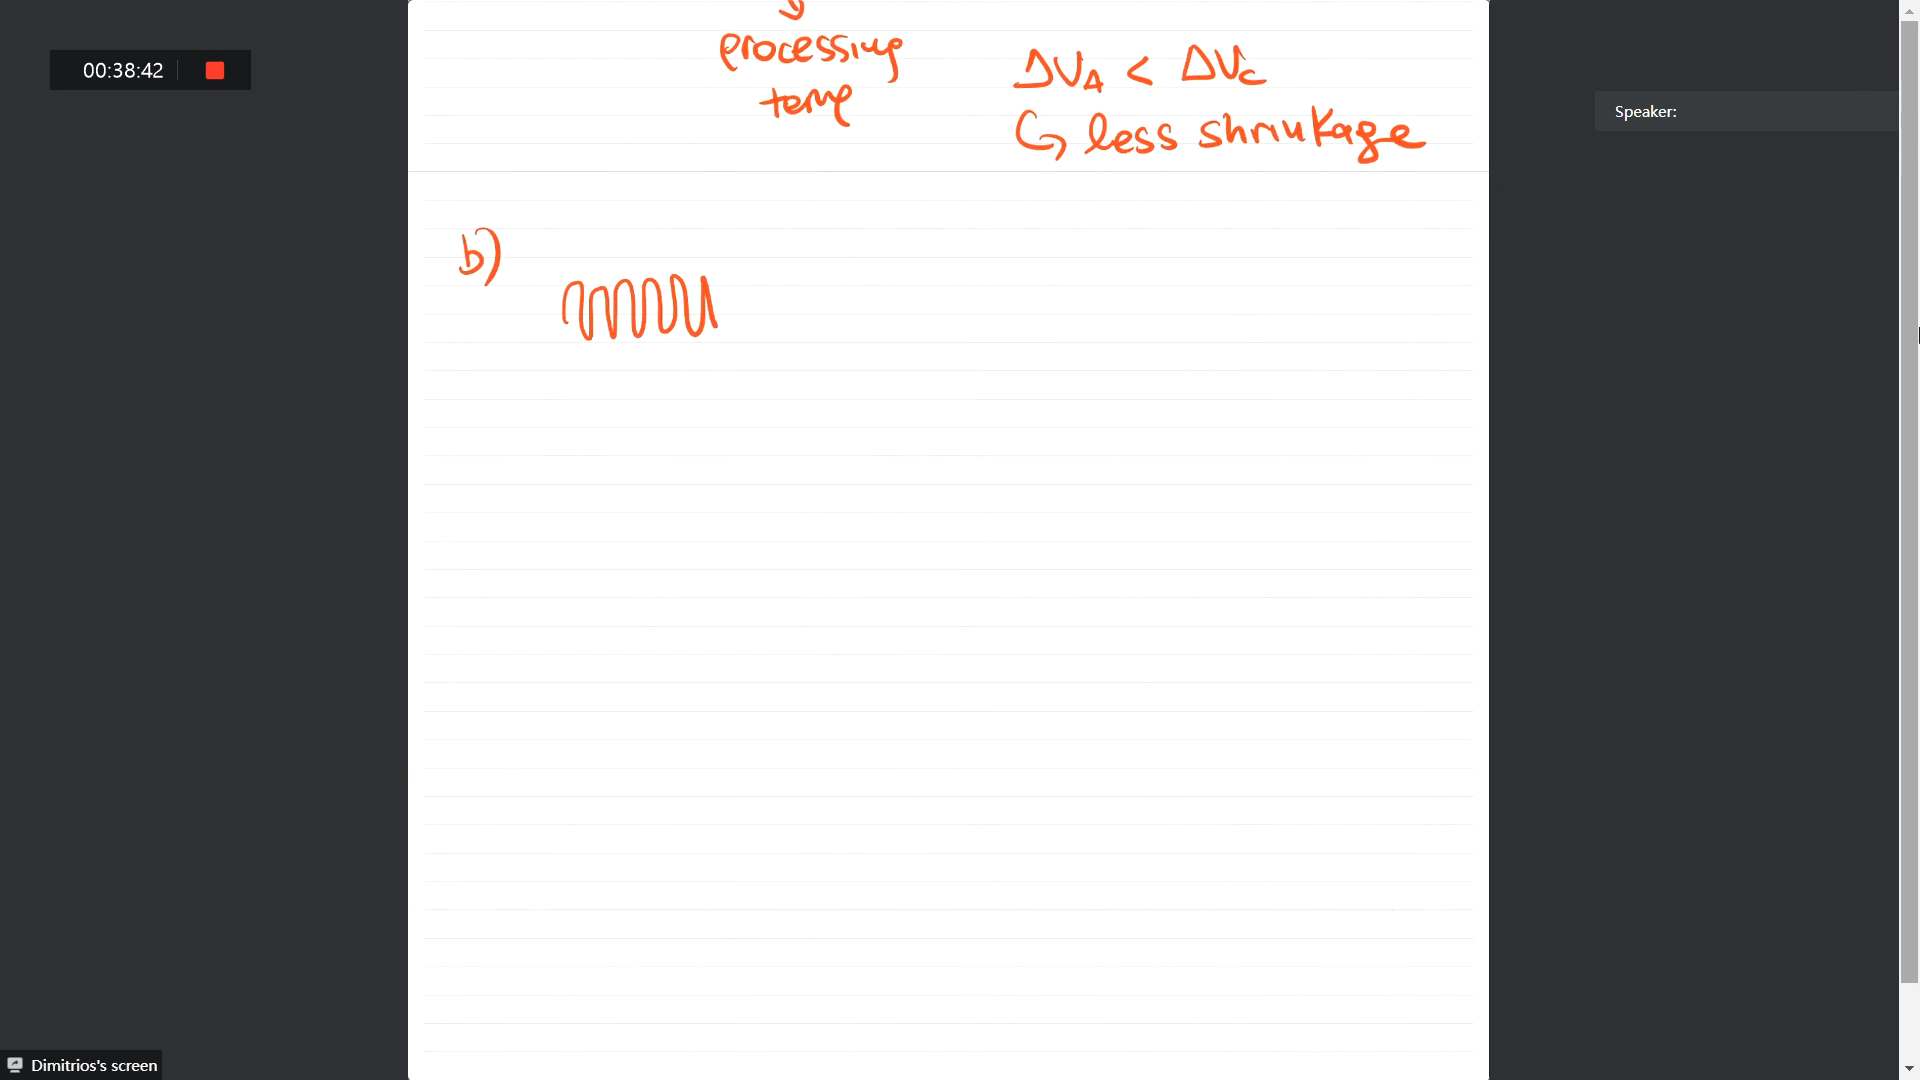 00:38:42
processing
temp
ΔVA < ΔVC
↳ less shrinkage
Speaker:
b)
Dimitrios's screen